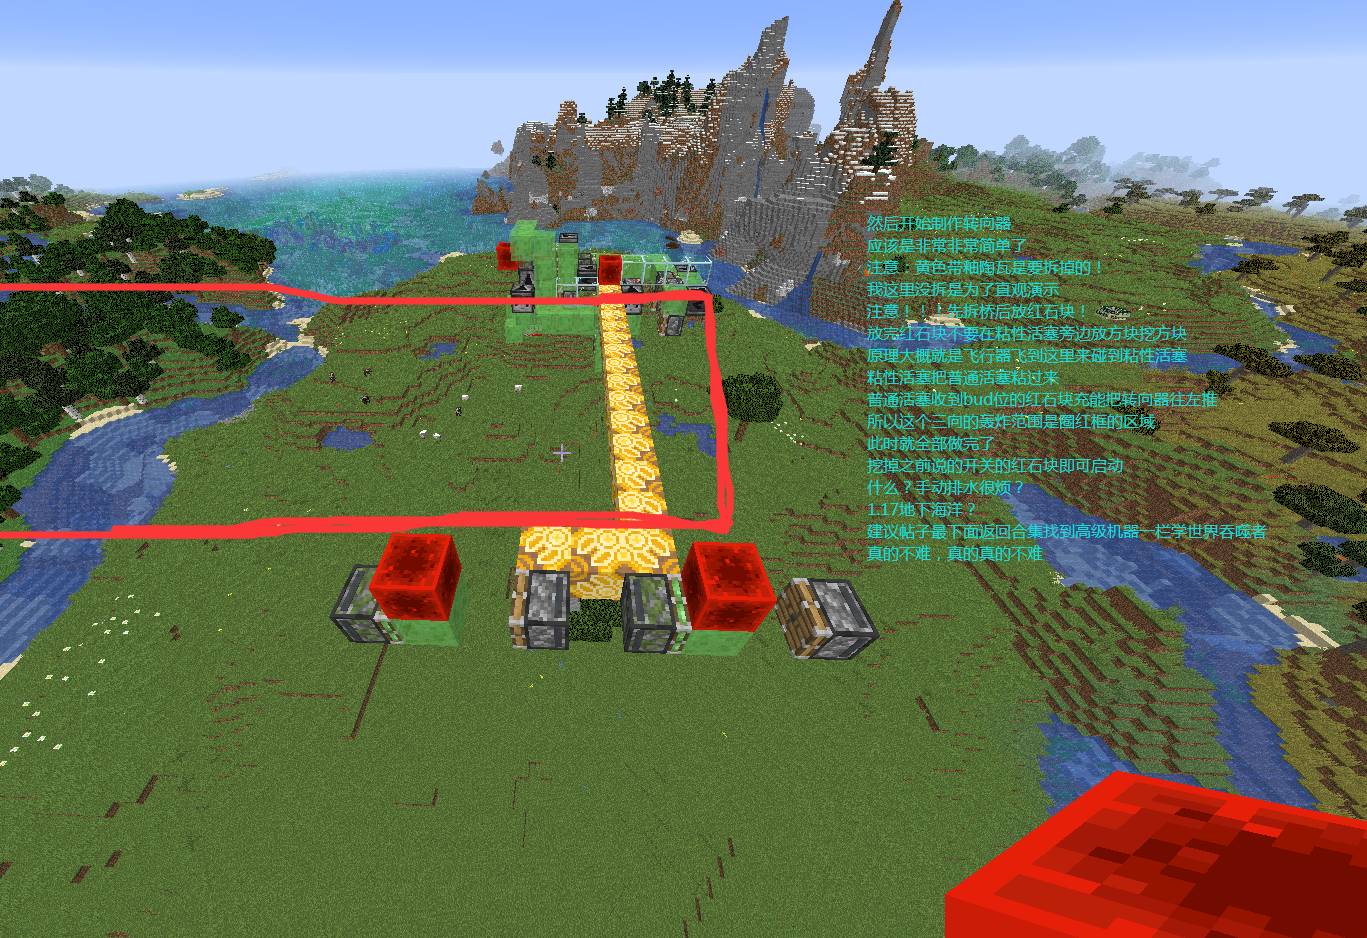 然后开始制作转向器
应该是非常非常简单了
注意：黄色带釉陶瓦是要拆掉的！
我这里没拆是为了直观演示
注意！！！先拆桥后放红石块！
放完红石块不要在粘性活塞旁边放方块挖方块
原理大概就是飞行器飞到这里来碰到粘性活塞
粘性活塞把普通活塞粘过来
普通活塞收到bud位的红石块充能把转向器往左推
所以这个三向的轰炸范围是圈红框的区域
此时就全部做完了
挖掉之前说的开关的红石块即可启动
什么？手动排水很烦？
1.17地下海洋？
建议帖子最下面返回合集找到高级机器一栏学世界吞噬者
真的不难，真的真的不难